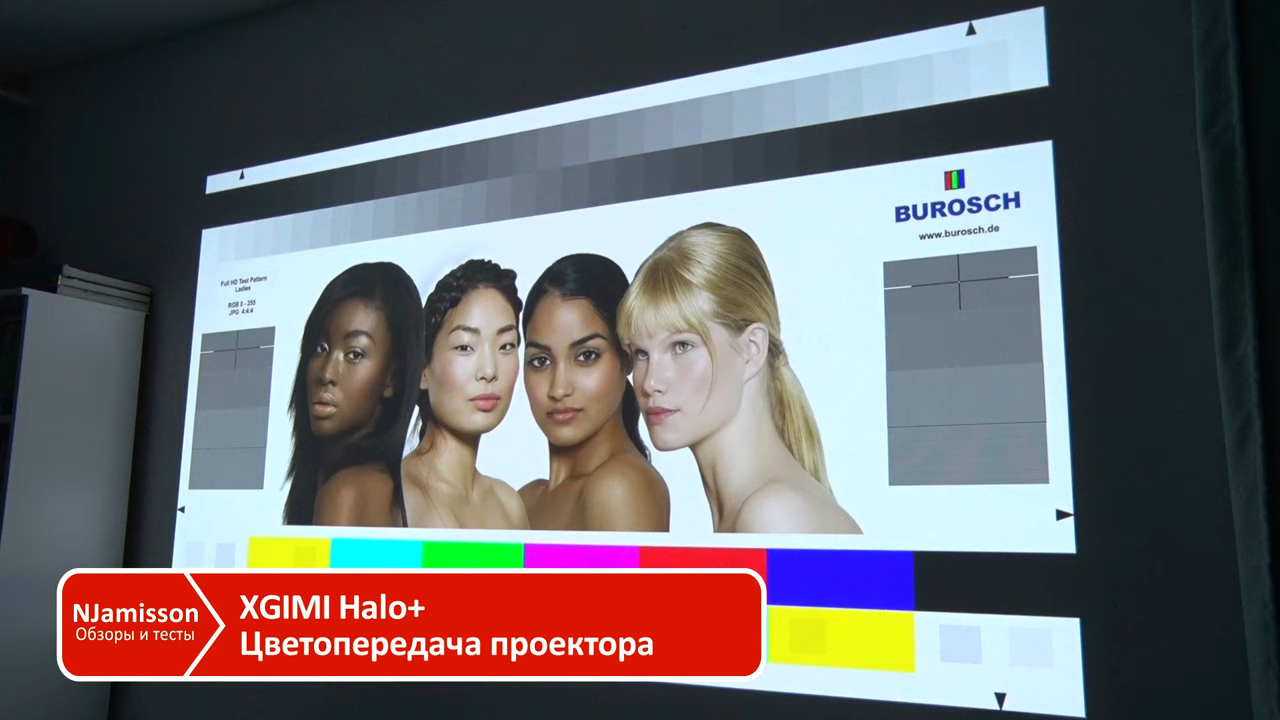 BUROSCH
www.burosch.de
Full HD Test Pattern
Ladies
RGB 0 - 255
JPG 4:4:4
NJamisson
Обзоры и тесты
XGIMI Halo+
Цветопередача проектора